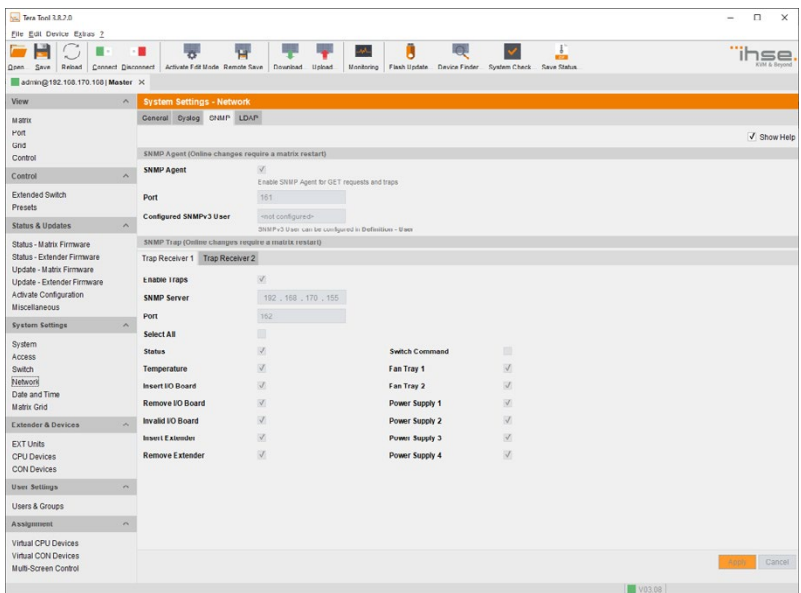 Tera Tool 3.8.2.0
File Edit Device Extras ?
Open Save Reload Connect Disconnect Activate Edit Mode Remote Save Download Upload Monitoring Flash Update Device Finder System Check Save Status
ihse.
KVM & Beyond
admin@192.168.170.168| Master
View
System Settings - Network
General Syslog SNMP LDAP
Show Help
Matrix
Port
Grid
Control
SNMP Agent (Online changes require a matrix restart)
SNMP Agent
Enable SNMP Agent for GET requests and traps
Port 161
Configured SNMPv3 User <not configured>
SNMPv3 User can be configured in Definition - User
SNMP Trap (Online changes require a matrix restart)
Trap Receiver 1 Trap Receiver 2
Enable Traps
SNMP Server 192 . 168 . 170 . 155
Port 162
Select All
Status Switch Command
Temperature Fan Tray 1
Insert I/O Board Fan Tray 2
Remove I/O Board Power Supply 1
Invalid I/O Board Power Supply 2
Insert Extender Power Supply 3
Remove Extender Power Supply 4
Control
Extended Switch
Presets
Status & Updates
Status - Matrix Firmware
Status - Extender Firmware
Update - Matrix Firmware
Update - Extender Firmware
Activate Configuration
Miscellaneous
System Settings
System
Access
Switch
Network
Date and Time
Matrix Grid
Extender & Devices
EXT Units
CPU Devices
CON Devices
User Settings
Users & Groups
Assignment
Virtual CPU Devices
Virtual CON Devices
Multi-Screen Control
Apply Cancel
V03.08